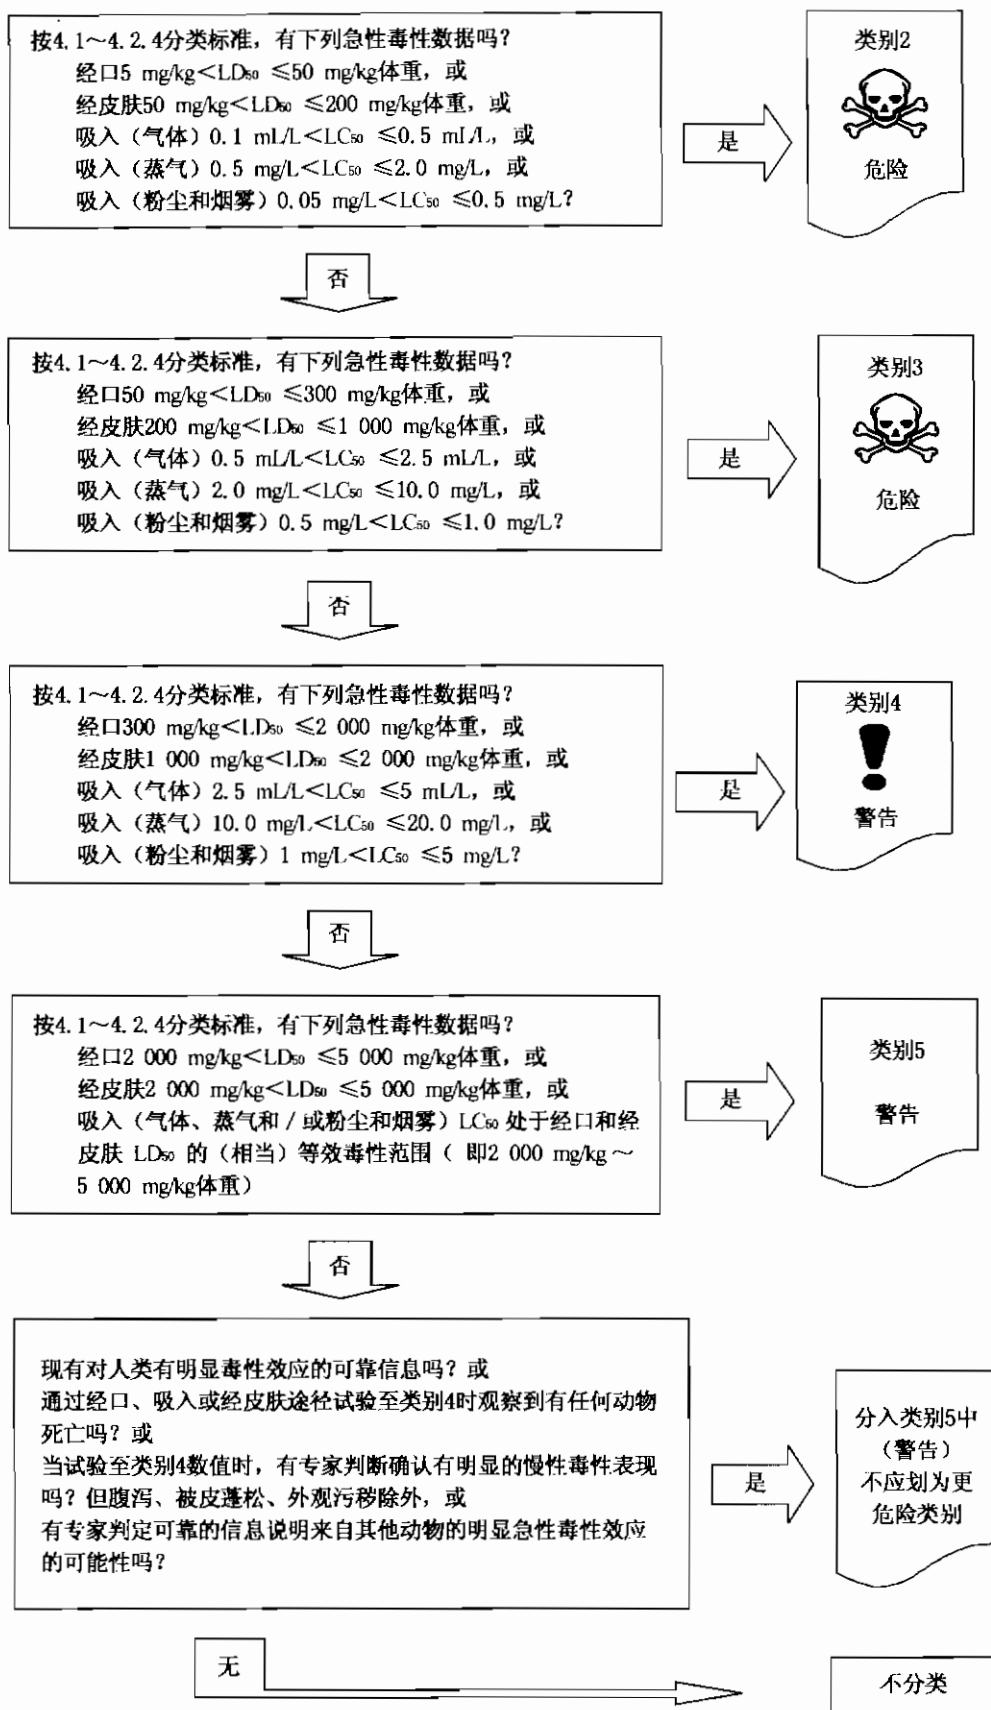 按4.1～4.2.4分类标准，有下列急性毒性数据吗？
经口5 mg/kg＜LD₅₀ ≤50 mg/kg体重，或
经皮肤50 mg/kg＜LD₅₀ ≤200 mg/kg体重，或
吸入（气体）0.1 mL/L＜LC₅₀ ≤0.5 mL/L，或
吸入（蒸气）0.5 mg/L＜LC₅₀ ≤2.0 mg/L，或
吸入（粉尘和烟雾）0.05 mg/L＜LC₅₀ ≤0.5 mg/L？
是
类别2
危险
否
按4.1～4.2.4分类标准，有下列急性毒性数据吗？
经口50 mg/kg＜LD₅₀ ≤300 mg/kg体重，或
经皮肤200 mg/kg＜LD₅₀ ≤1 000 mg/kg体重，或
吸入（气体）0.5 mL/L＜LC₅₀ ≤2.5 mL/L，或
吸入（蒸气）2.0 mg/L＜LC₅₀ ≤10.0 mg/L，或
吸入（粉尘和烟雾）0.5 mg/L＜LC₅₀ ≤1.0 mg/L？
是
类别3
危险
否
按4.1～4.2.4分类标准，有下列急性毒性数据吗？
经口300 mg/kg＜LD₅₀ ≤2 000 mg/kg体重，或
经皮肤1 000 mg/kg＜LD₅₀ ≤2 000 mg/kg体重，或
吸入（气体）2.5 mL/L＜LC₅₀ ≤5 mL/L，或
吸入（蒸气）10.0 mg/L＜LC₅₀ ≤20.0 mg/L，或
吸入（粉尘和烟雾）1 mg/L＜LC₅₀ ≤5 mg/L？
是
类别4
警告
否
按4.1～4.2.4分类标准，有下列急性毒性数据吗？
经口2 000 mg/kg＜LD₅₀ ≤5 000 mg/kg体重，或
经皮肤2 000 mg/kg＜LD₅₀ ≤5 000 mg/kg体重，或
吸入（气体、蒸气和/或粉尘和烟雾）LC₅₀ 处于经口和经
皮肤 LD₅₀ 的（相当）等效毒性范围（即2 000 mg/kg～
5 000 mg/kg体重）
是
类别5
警告
否
现有对人类有明显毒性效应的可靠信息吗？或
通过经口、吸入或经皮肤途径试验至类别4时观察到有任何动物
死亡吗？或
当试验至类别4数值时，有专家判断确认有明显的慢性毒性表现
吗？但腹泻、被皮蓬松、外观污秽除外，或
有专家判定可靠的信息说明来自其他动物的明显急性毒性效应
的可能性吗？
是
分入类别5中
（警告）
不应划为更
危险类别
无
不分类